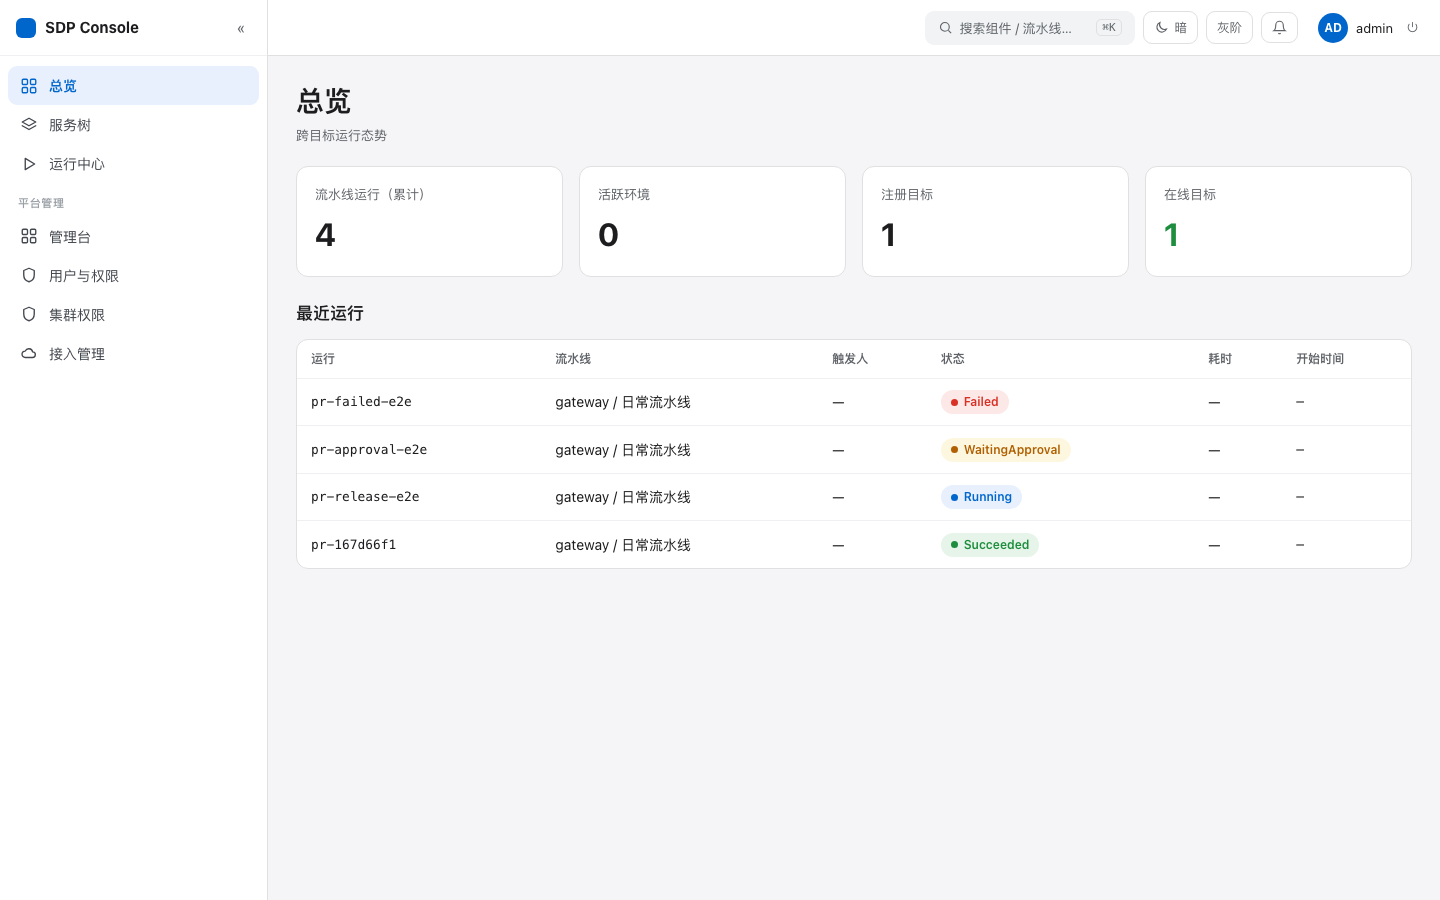 SDP Console «
搜索组件 / 流水线... ⌘K 暗 灰阶 AD admin
总览
服务树
运行中心
平台管理
管理台
用户与权限
集群权限
接入管理
总览
跨目标运行态势
流水线运行（累计） 活跃环境 注册目标 在线目标
4 0 1 1
最近运行
运行 流水线 触发人 状态 耗时 开始时间
pr-failed-e2e gateway / 日常流水线 — Failed — –
pr-approval-e2e gateway / 日常流水线 — WaitingApproval — –
pr-release-e2e gateway / 日常流水线 — Running — –
pr-167d66f1 gateway / 日常流水线 — Succeeded — –